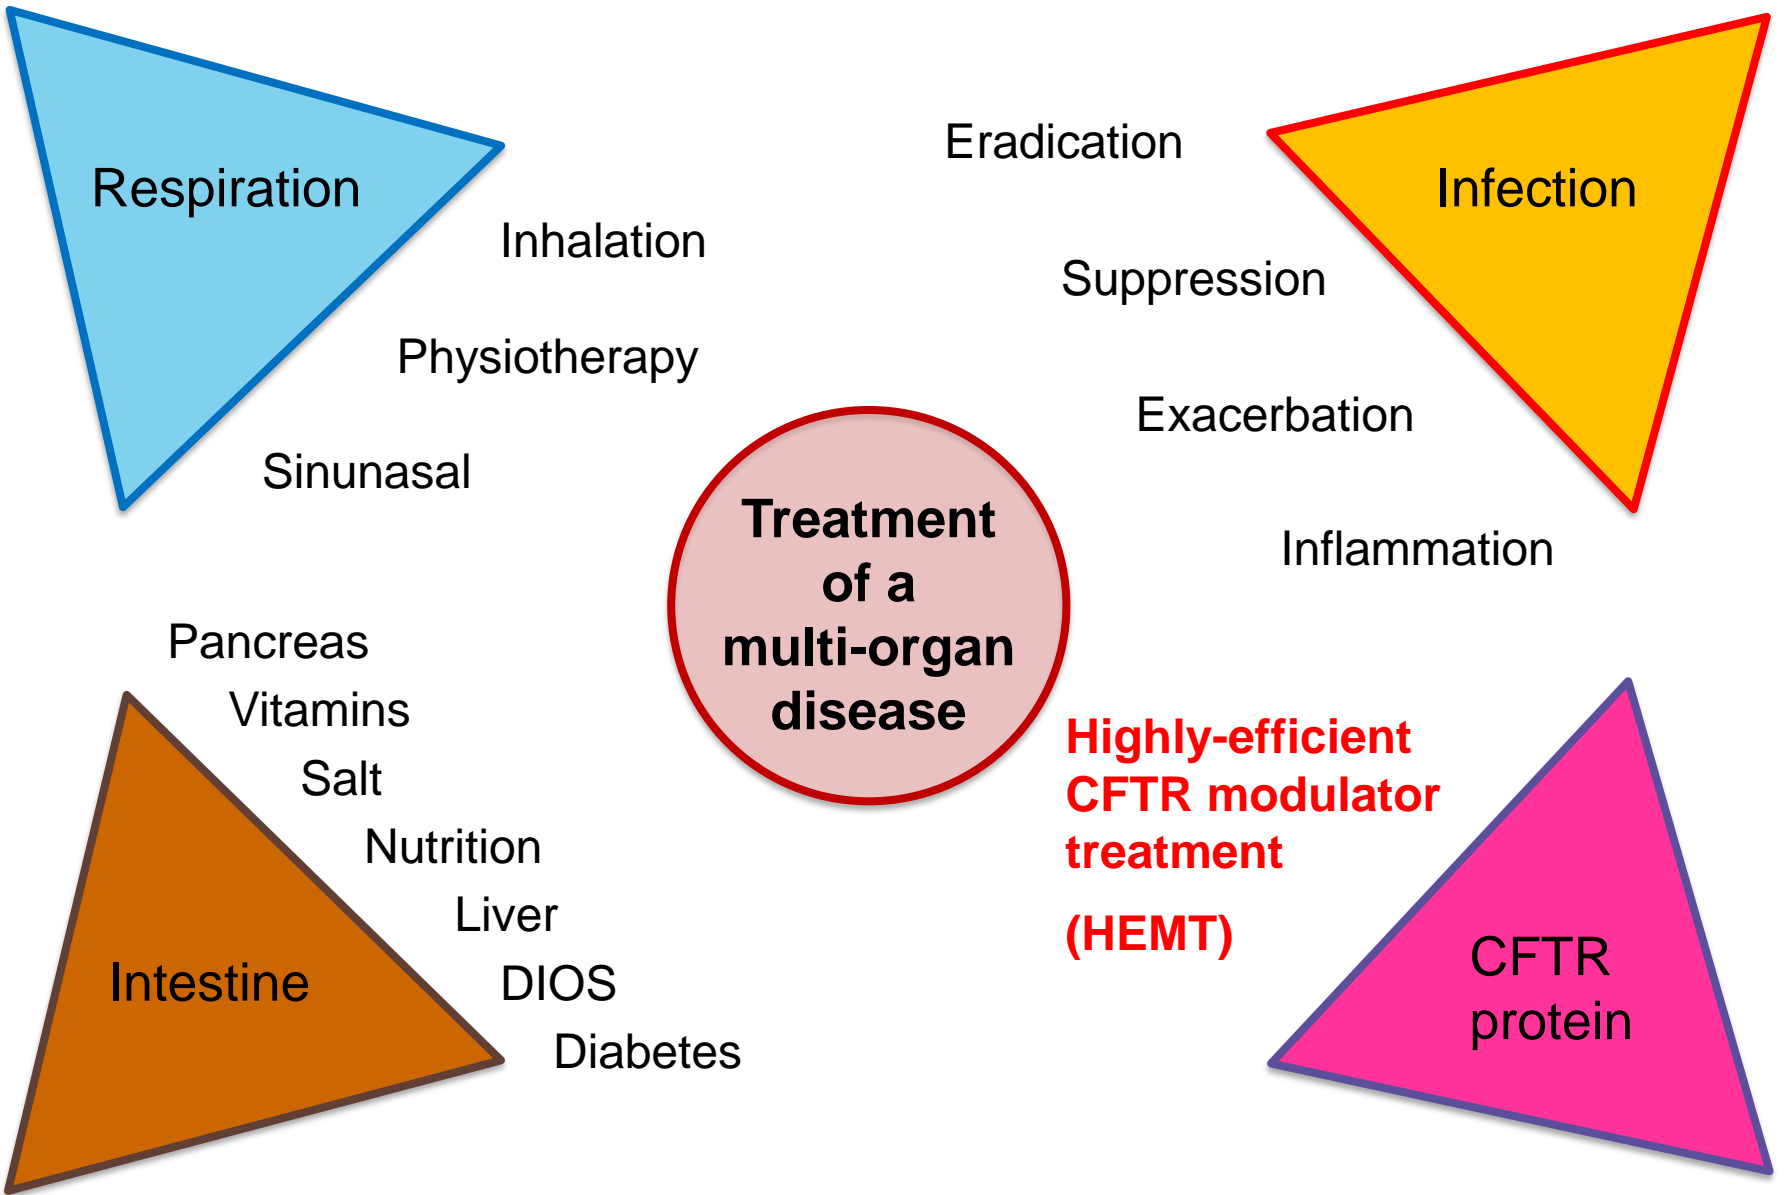 Respiration
Inhalation
Physiotherapy
Sinunasal
Eradication
Suppression
Exacerbation
Inflammation
Infection
Treatment
of a
multi-organ
disease
Pancreas
Vitamins
Salt
Nutrition
Liver
DIOS
Diabetes
Intestine
Highly-efficient
CFTR modulator
treatment
(HEMT)
CFTR
protein